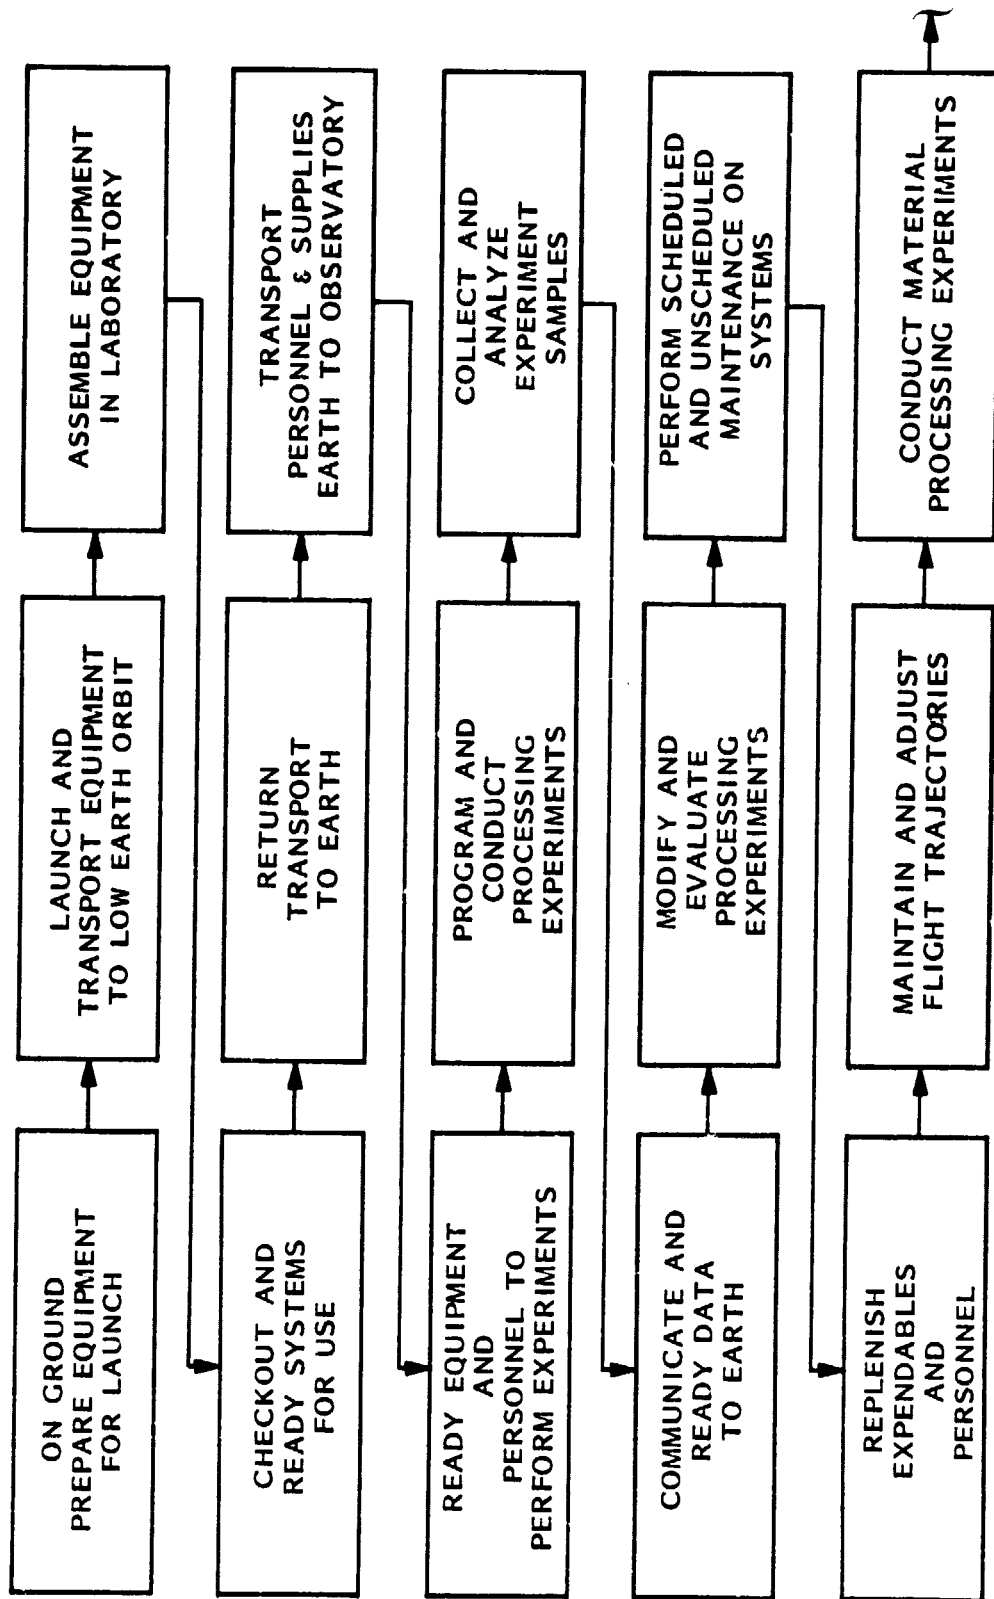 ON GROUND
PREPARE EQUIPMENT
FOR LAUNCH
LAUNCH AND
TRANSPORT EQUIPMENT
TO LOW EARTH ORBIT
ASSEMBLE EQUIPMENT
IN LABORATORY
CHECKOUT AND
READY SYSTEMS
FOR USE
RETURN
TRANSPORT
TO EARTH
TRANSPORT
PERSONNEL & SUPPLIES
EARTH TO OBSERVATORY
READY EQUIPMENT
AND
PERSONNEL TO
PERFORM EXPERIMENTS
PROGRAM AND
CONDUCT
PROCESSING
EXPERIMENTS
COLLECT AND
ANALYZE
EXPERIMENT
SAMPLES
COMMUNICATE AND
READY DATA
TO EARTH
MODIFY AND
EVALUATE
PROCESSING
EXPERIMENTS
PERFORM SCHEDULED
AND UNSCHEDULED
MAINTENANCE ON
SYSTEMS
REPLENISH
EXPENDABLES
AND
PERSONNEL
MAINTAIN AND ADJUST
FLIGHT TRAJECTORIES
CONDUCT MATERIAL
PROCESSING EXPERIMENTS